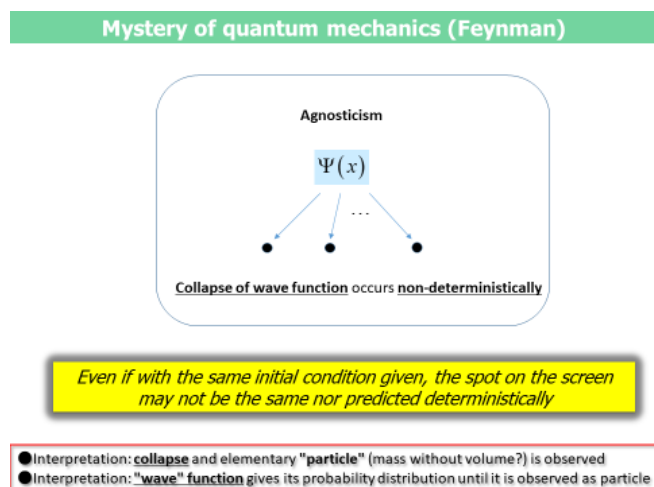 Mystery of quantum mechanics (Feynman)
Agnosticism
Ψ(x)
...
Collapse of wave function occurs non-deterministically
Even if with the same initial condition given, the spot on the screen
may not be the same nor predicted deterministically
●Interpretation: collapse and elementary "particle" (mass without volume?) is observed
●Interpretation: "wave" function gives its probability distribution until it is observed as particle